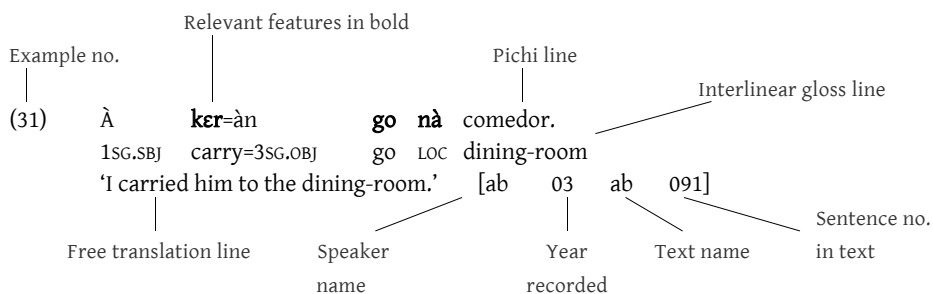 Relevant features in bold
Example no. Pichi line
Interlinear gloss line
(31) À kɛr=àn go nà comedor.
1SG.SBJ carry=3SG.OBJ go LOC dining-room
‘I carried him to the dining-room.’ [ab 03 ab 091]
Sentence no.
Free translation line Speaker Year Text name in text
name recorded